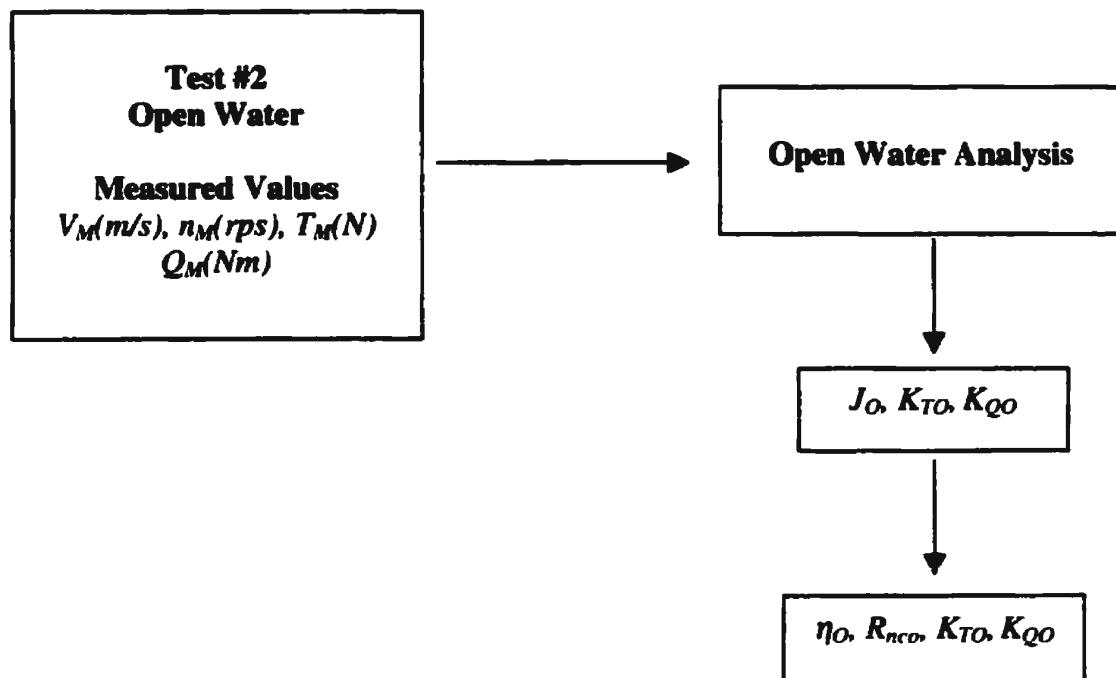 Test #2
Open Water
Measured Values
V_M(m/s), n_M(rps), T_M(N)
Q_M(Nm)
Open Water Analysis
J_O, K_TO, K_QO
η_O, R_nco, K_TO, K_QO